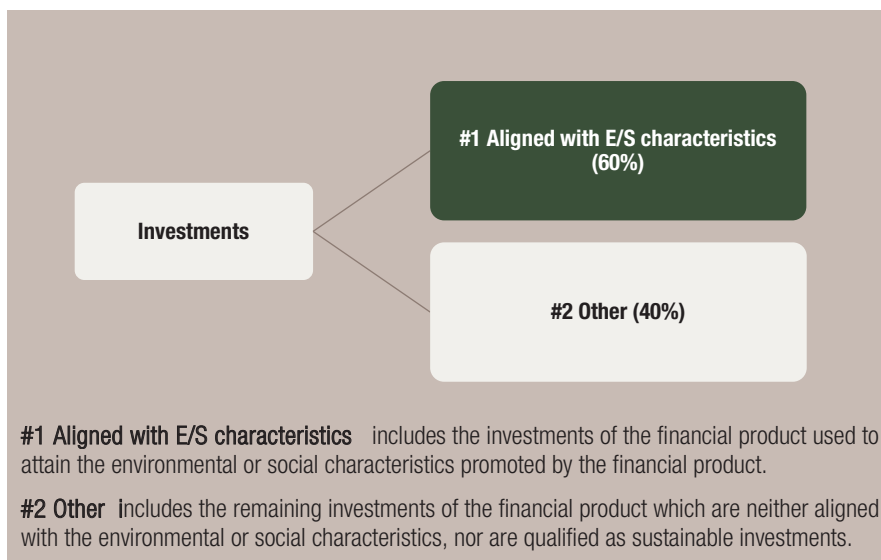 #1 Aligned with E/S characteristics
(60%)
Investments
#2 Other (40%)
#1 Aligned with E/S characteristics includes the investments of the financial product used to
attain the environmental or social characteristics promoted by the financial product.
#2 Other includes the remaining investments of the financial product which are neither aligned
with the environmental or social characteristics, nor are qualified as sustainable investments.